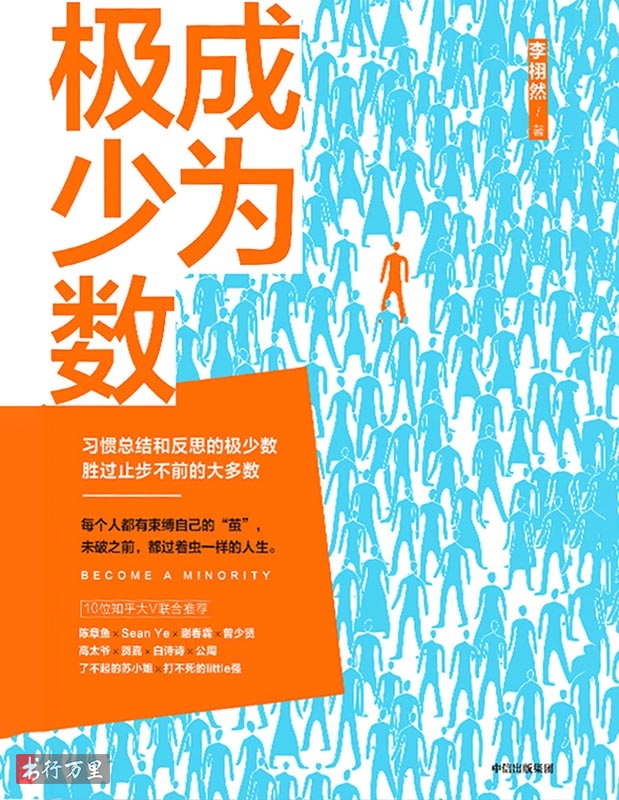 成为
极少数
李栩然 / 著
习惯总结和反思的极少数
胜过止步不前的大多数
每个人都有束缚自己的“茧”，
未破之前，都过着虫一样的人生。
BECOME A MINORITY
10位知乎大V联合推荐
陈章鱼×Sean Ye×谢春霖×曾少贤
高太爷×贺嘉×白诗诗×公周
了不起的苏小姐×打不死的little强
书行万里
中信出版集团